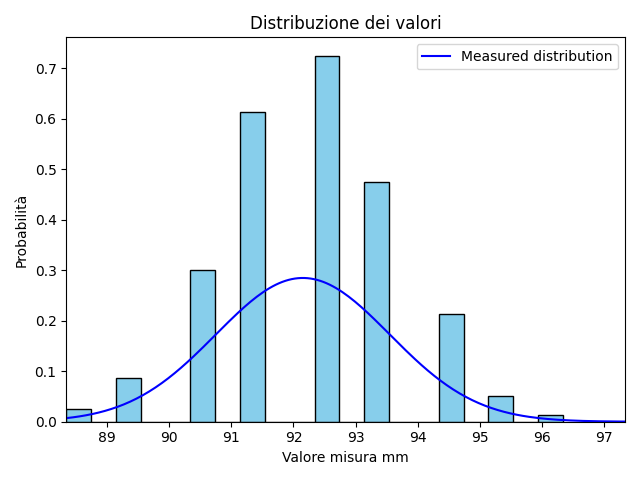 Distribuzione dei valori
Measured distribution
Probabilità
0.7
0.6
0.5
0.4
0.3
0.2
0.1
0.0
89 90 91 92 93 94 95 96 97
Valore misura mm